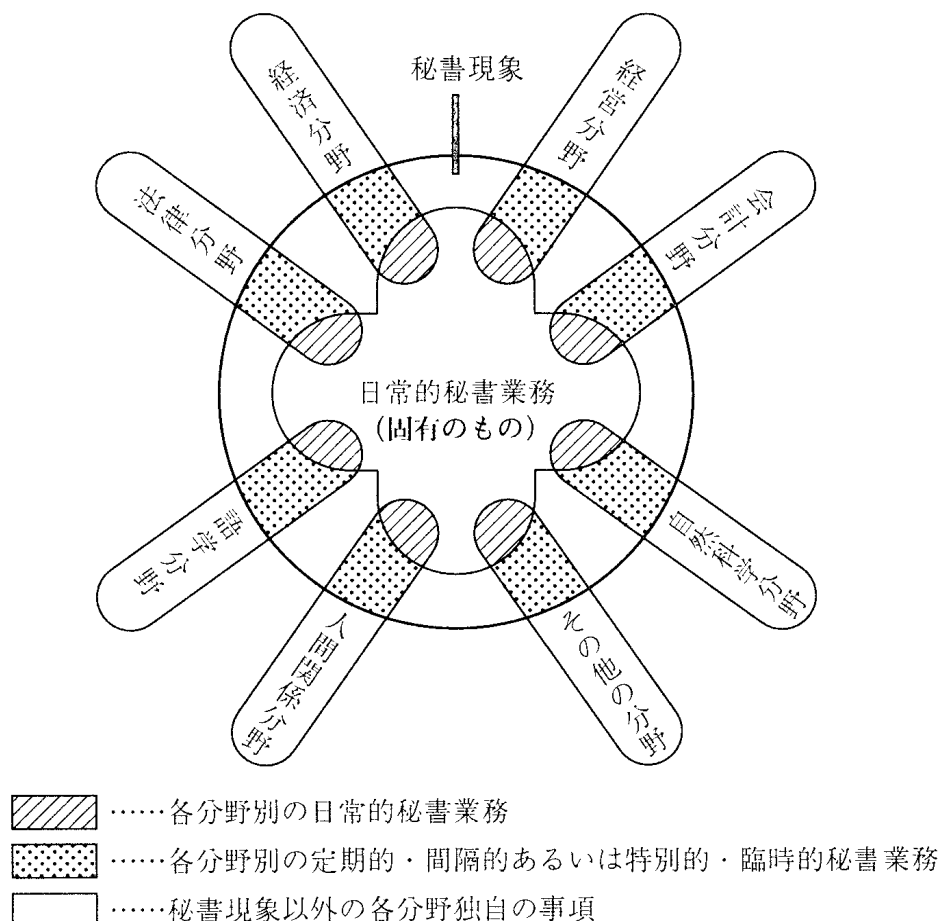 秘書現象
経済分野
経営分野
法律分野
会計分野
日常的秘書業務
(固有のもの)
語学分野
自然科学分野
人間関係分野
その他の分野
……各分野別の日常的秘書業務
……各分野別の定期的・間隔的あるいは特別的・臨時的秘書業務
……秘書現象以外の各分野独自の事項